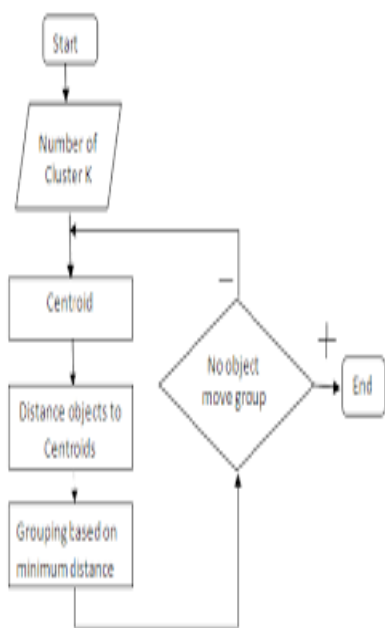 Start
Number of
Cluster K
Centroid
Distance objects to
Centroids
Grouping based on
minimum distance
No object
move group
−
+
End